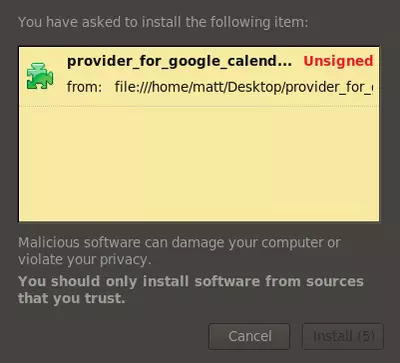 You have asked to install the following item:
provider_for_google_calend... Unsigned
from: file:///home/matt/Desktop/provider_for_
Malicious software can damage your computer or
violate your privacy.
You should only install software from sources
that you trust.
Cancel Install (5)